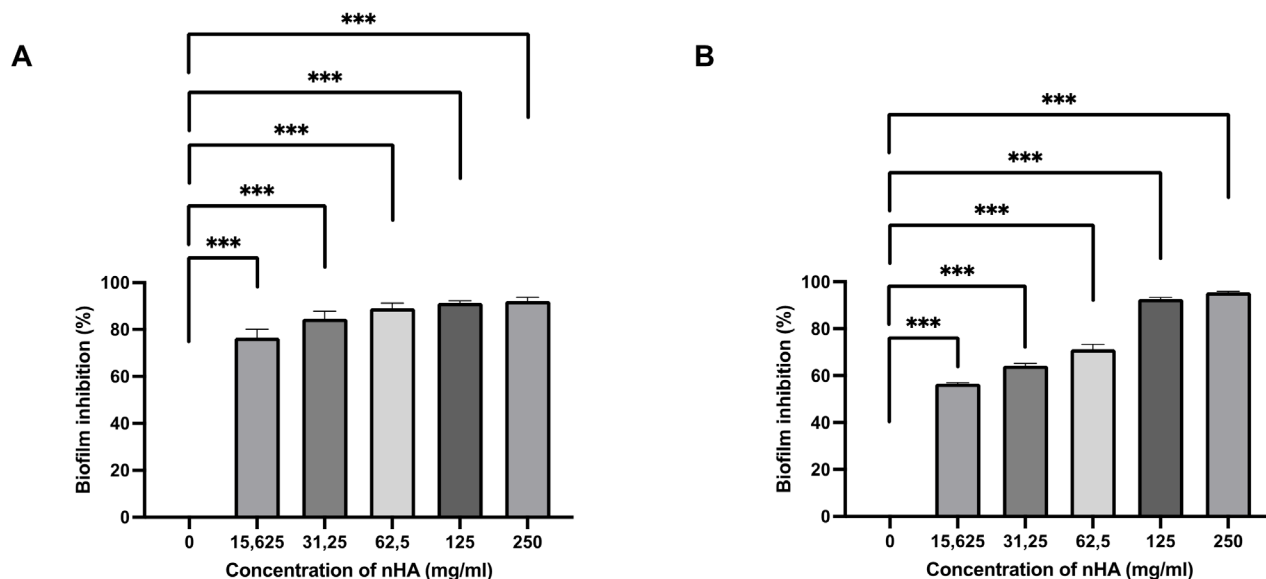 A
***
***
***
***
***
Biofilm inhibition (%)
100
80
60
40
20
0
0 15,625 31,25 62,5 125 250
Concentration of nHA (mg/ml)
B
***
***
***
***
***
Biofilm inhibition (%)
100
80
60
40
20
0
0 15,625 31,25 62,5 125 250
Concentration of nHA (mg/ml)